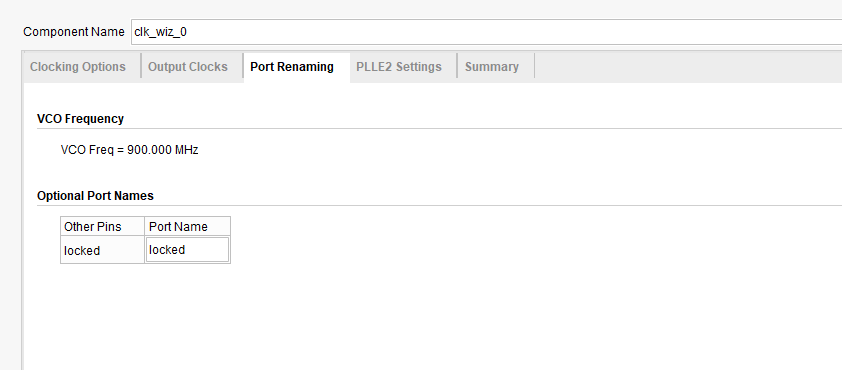 Component Name clk_wiz_0
Clocking Options Output Clocks Port Renaming PLLE2 Settings Summary
VCO Frequency
VCO Freq = 900.000 MHz
Optional Port Names
Other Pins Port Name
locked locked